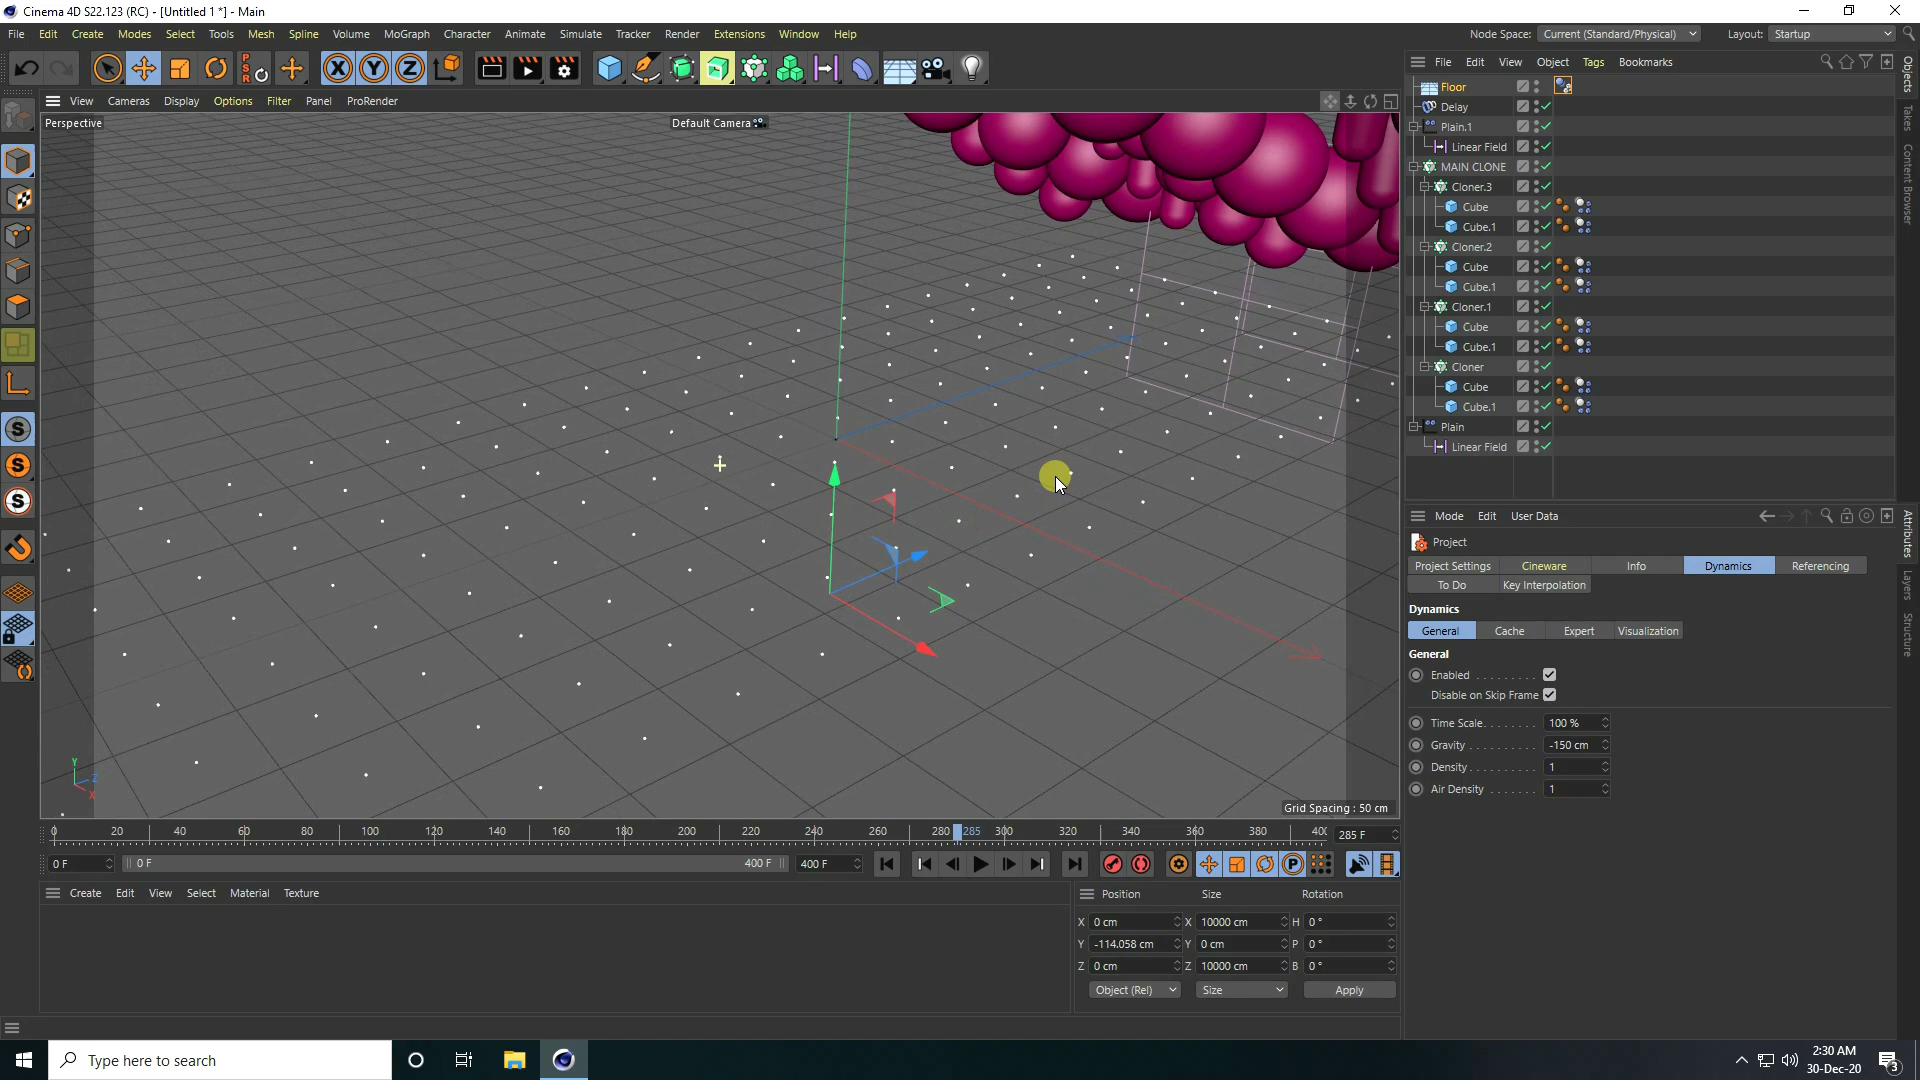 Cinema 4D S22.123 (RC) - [Untitled 1 *] - Main
File Edit Create Modes Select Tools Mesh Spline Volume MoGraph Character Animate Simulate Tracker Render Extensions Window Help
Node Space: Current (Standard/Physical) Layout: Startup
View Cameras Display Options Filter Panel ProRender
Perspective
Default Camera
Grid Spacing : 50 cm
File Edit View Object Tags Bookmarks
Floor
Delay
Plain.1
Linear Field
MAIN CLONE
Cloner.3
Cube
Cube.1
Cloner.2
Cube
Cube.1
Cloner.1
Cube
Cube.1
Cloner
Cube
Cube.1
Plain
Linear Field
Objects
Takes
Content Browser
Attributes
Layers
Structure
Mode Edit User Data
Project
Project Settings Cineware Info Dynamics Referencing
To Do Key Interpolation
Dynamics
General Cache Expert Visualization
General
Enabled
Disable on Skip Frame
Time Scale 100 %
Gravity -150 cm
Density 1
Air Density 1
0 20 40 60 80 100 120 140 160 180 200 220 240 260 280 285 300 320 340 360 380 400
285 F
0 F 0 F 400 F 400 F
Create Edit View Select Material Texture
Position Size Rotation
X 0 cm X 10000 cm H 0 °
Y -114.058 cm Y 0 cm P 0 °
Z 0 cm Z 10000 cm B 0 °
Object (Rel) Size Apply
Y
Z
X
Type here to search
2:30 AM
30-Dec-20
3